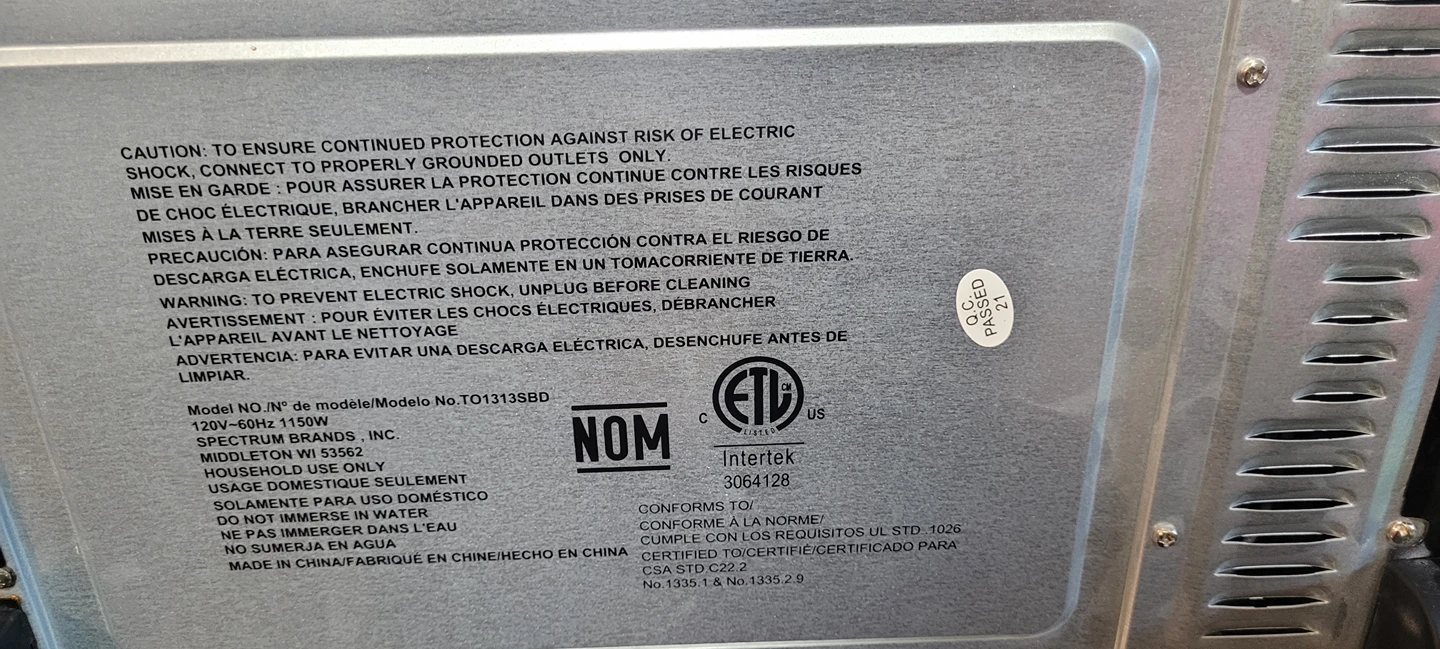 CAUTION: TO ENSURE CONTINUED PROTECTION AGAINST RISK OF ELECTRIC
SHOCK, CONNECT TO PROPERLY GROUNDED OUTLETS ONLY.
MISE EN GARDE : POUR ASSURER LA PROTECTION CONTINUE CONTRE LES RISQUES
DE CHOC ÉLECTRIQUE, BRANCHER L'APPAREIL DANS DES PRISES DE COURANT
MISES À LA TERRE SEULEMENT.
PRECAUCIÓN: PARA ASEGURAR CONTINUA PROTECCIÓN CONTRA EL RIESGO DE
DESCARGA ELÉCTRICA, ENCHUFE SOLAMENTE EN UN TOMACORRIENTE DE TIERRA.
WARNING: TO PREVENT ELECTRIC SHOCK, UNPLUG BEFORE CLEANING
AVERTISSEMENT : POUR ÉVITER LES CHOCS ÉLECTRIQUES, DÉBRANCHER
L'APPAREIL AVANT LE NETTOYAGE
ADVERTENCIA: PARA EVITAR UNA DESCARGA ELÉCTRICA, DESENCHUFE ANTES DE
LIMPIAR.
Model NO./N° de modèle/Modelo No.TO1313SBD
120V~60Hz 1150W
SPECTRUM BRANDS , INC.
MIDDLETON WI 53562
HOUSEHOLD USE ONLY
USAGE DOMESTIQUE SEULEMENT
SOLAMENTE PARA USO DOMÉSTICO
DO NOT IMMERSE IN WATER
NE PAS IMMERGER DANS L'EAU
NO SUMERJA EN AGUA
MADE IN CHINA/FABRIQUÉ EN CHINE/HECHO EN CHINA
NOM
C ETL CM US
LISTED
Intertek
3064128
CONFORMS TO/
CONFORME À LA NORME/
CUMPLE CON LOS REQUISITOS UL STD. 1026
CERTIFIED TO/CERTIFIÉ/CERTIFICADO PARA
CSA STD C22.2
No.1335.1 & No.1335.2.9
Q.C.
PASSED
21